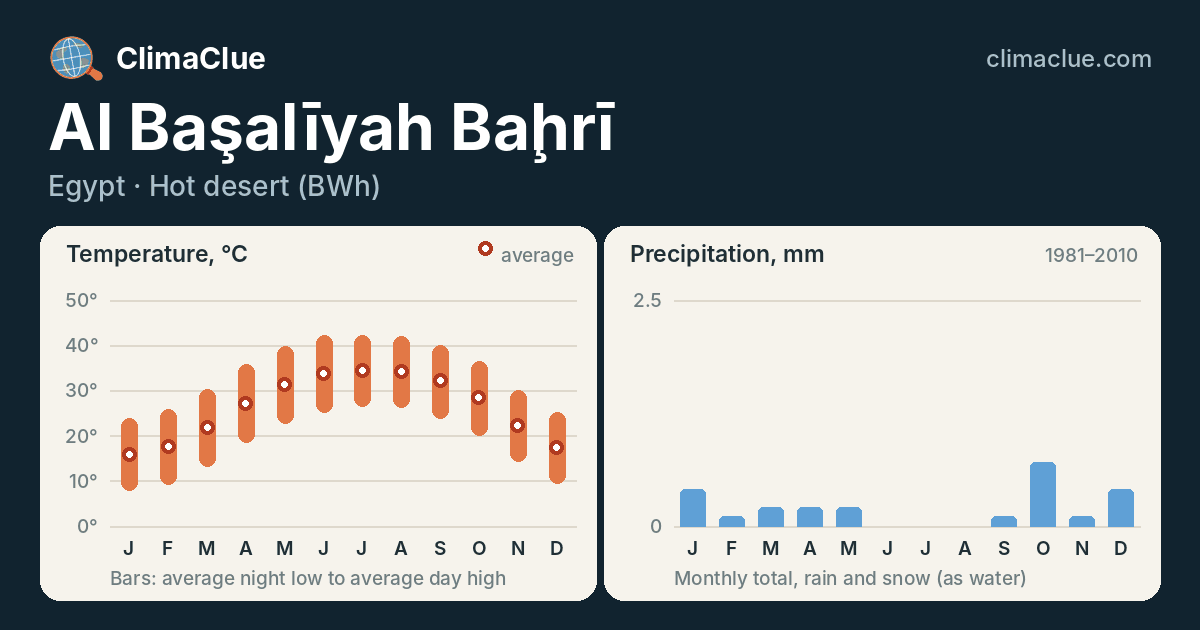 ClimaClue
climaclue.com
Al Başalīyah Baḩrī
Egypt · Hot desert (BWh)
Temperature, °C
average
50°
40°
30°
20°
10°
0°
J F M A M J J A S O N D
Bars: average night low to average day high
Precipitation, mm
1981–2010
2.5
0
J F M A M J J A S O N D
Monthly total, rain and snow (as water)